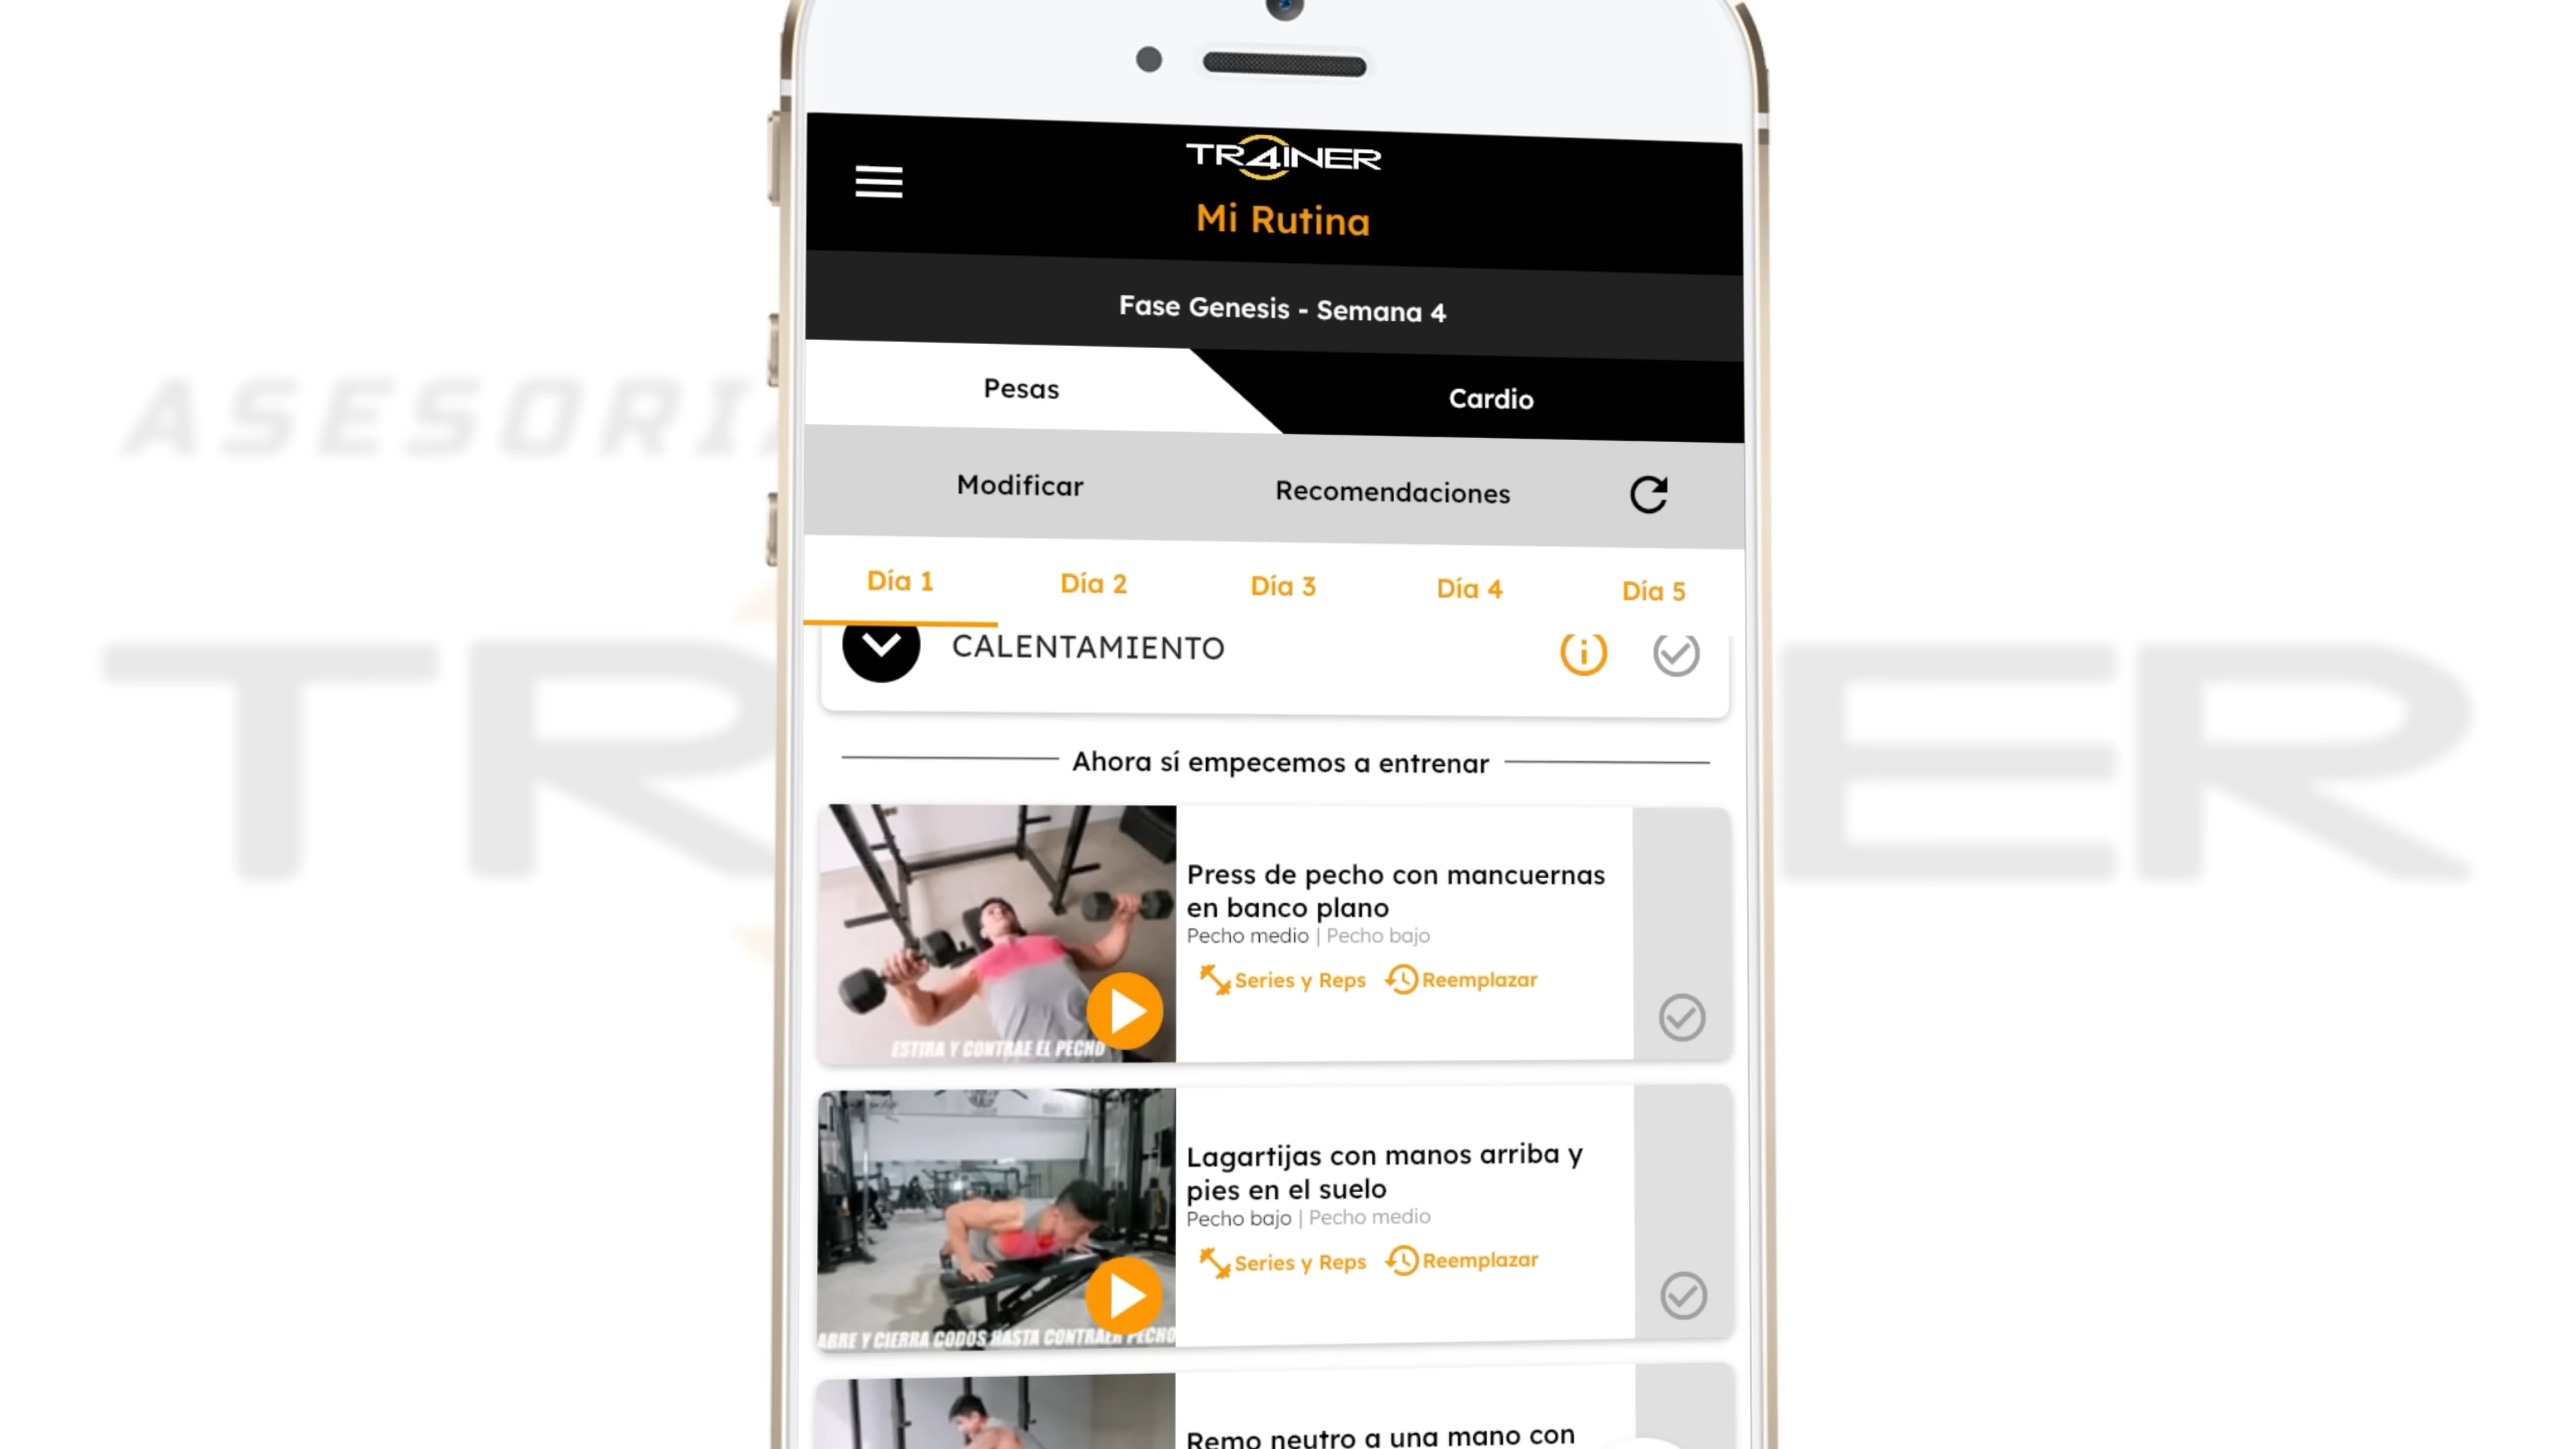 ASESORIA
TR4INER
Mi Rutina
Fase Genesis - Semana 4
Pesas
Cardio
Modificar
Recomendaciones
Día 1
Día 2
Día 3
Día 4
Día 5
CALENTAMIENTO
Ahora sí empecemos a entrenar
Press de pecho con mancuernas
en banco plano
Pecho medio | Pecho bajo
Series y Reps
Reemplazar
ESTIRA Y CONTRAE EL PECHO
Lagartijas con manos arriba y
pies en el suelo
Pecho bajo | Pecho medio
Series y Reps
Reemplazar
ABRE Y CIERRA CODOS HASTA CONTRAER PECHO
Remo neutro a una mano con